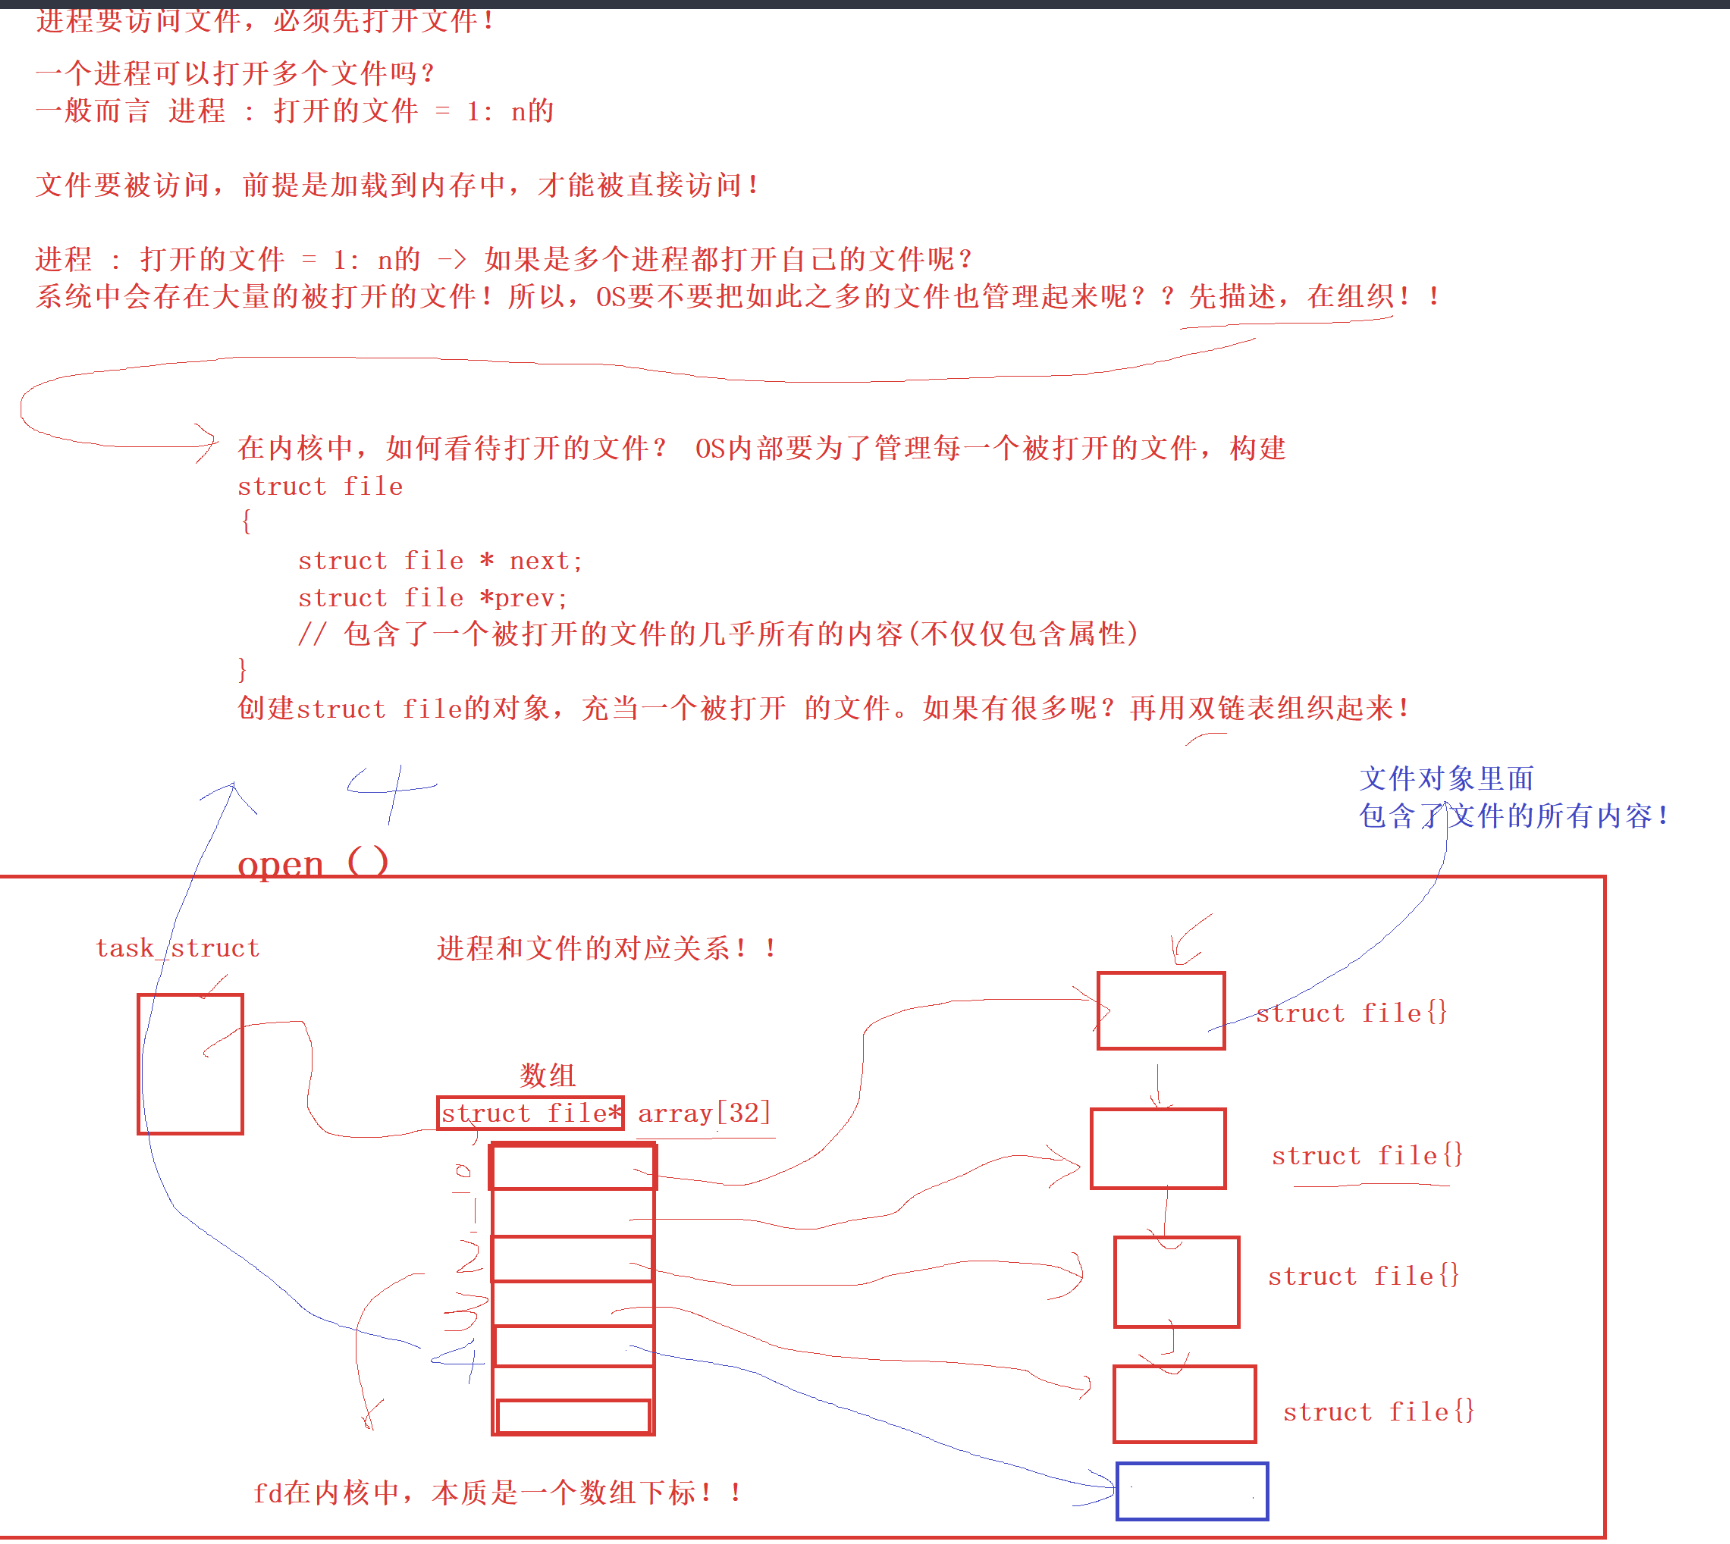 进程要访问文件，必须先打开文件！
一个进程可以打开多个文件吗？
一般而言 进程 : 打开的文件 = 1: n的
文件要被访问，前提是加载到内存中，才能被直接访问！
进程 : 打开的文件 = 1: n的 -> 如果是多个进程都打开自己的文件呢？
系统中会存在大量的被打开的文件！所以，OS要不要把如此之多的文件也管理起来呢？？先描述，在组织！！
在内核中，如何看待打开的文件？ OS内部要为了管理每一个被打开的文件，构建
struct file
{
struct file * next;
struct file *prev;
// 包含了一个被打开的文件的几乎所有的内容(不仅仅包含属性)
}
创建struct file的对象，充当一个被打开 的文件。如果有很多呢？再用双链表组织起来！
4
文件对象里面
包含了文件的所有内容！
open（）
task_struct
进程和文件的对应关系！！
struct file{}
数组
struct file* array[32]
0
1
2
3
4
struct file{}
struct file{}
struct file{}
fd在内核中，本质是一个数组下标！！